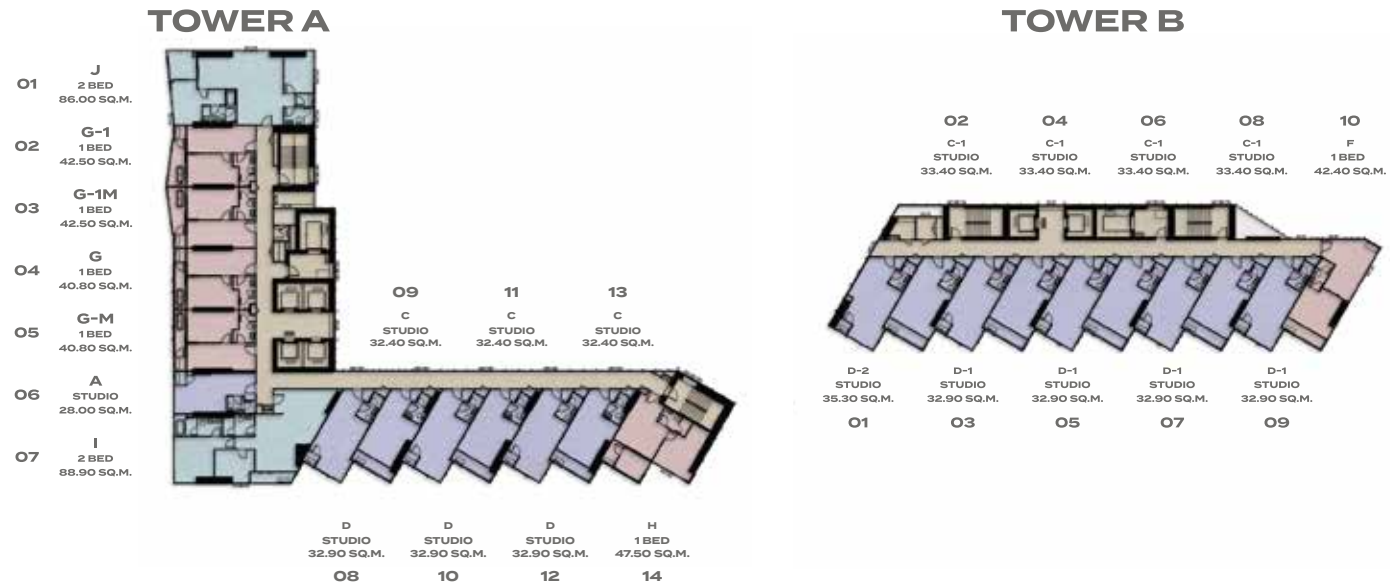 TOWER A
01
J
2 BED
86.00 SQ.M.
02
G-1
1 BED
42.50 SQ.M.
03
G-1M
1 BED
42.50 SQ.M.
04
G
1 BED
40.80 SQ.M.
05
G-M
1 BED
40.80 SQ.M.
06
A
STUDIO
28.00 SQ.M.
07
I
2 BED
88.90 SQ.M.
09
C
STUDIO
32.40 SQ.M.
11
C
STUDIO
32.40 SQ.M.
13
C
STUDIO
32.40 SQ.M.
D
STUDIO
32.90 SQ.M.
08
D
STUDIO
32.90 SQ.M.
10
D
STUDIO
32.90 SQ.M.
12
H
1 BED
47.50 SQ.M.
14
TOWER B
02
C-1
STUDIO
33.40 SQ.M.
04
C-1
STUDIO
33.40 SQ.M.
06
C-1
STUDIO
33.40 SQ.M.
08
C-1
STUDIO
33.40 SQ.M.
10
F
1 BED
42.40 SQ.M.
D-2
STUDIO
35.30 SQ.M.
01
D-1
STUDIO
32.90 SQ.M.
03
D-1
STUDIO
32.90 SQ.M.
05
D-1
STUDIO
32.90 SQ.M.
07
D-1
STUDIO
32.90 SQ.M.
09